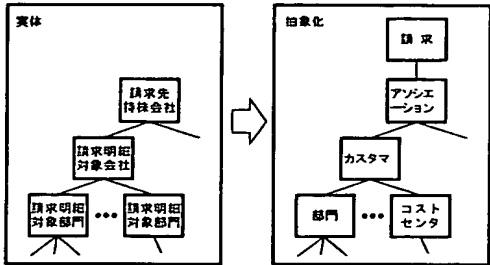 実体
請求先
持株会社
請求明細
対象会社
請求明細
対象部門
•••
請求明細
対象部門
抽象化
請求
アソシエ
ーション
カスタマ
部門
•••
コスト
センタ